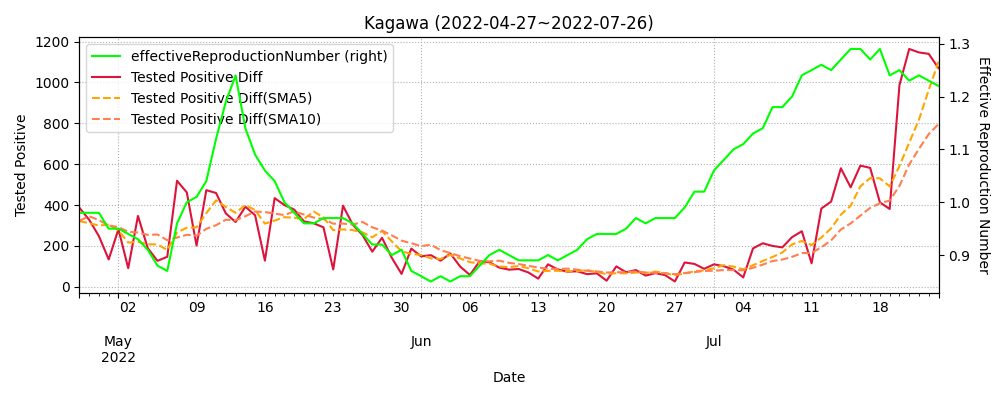 Kagawa (2022-04-27~2022-07-26)
effectiveReproductionNumber (right)
Tested Positive Diff
Tested Positive Diff(SMA5)
Tested Positive Diff(SMA10)
Tested Positive
1200
1000
800
600
400
200
0
1.3
1.2
1.1
1.0
0.9
Effective Reproduction Number
02 09 16 23 30 06 13 20 27 04 11 18
May Jun Jul
2022
Date